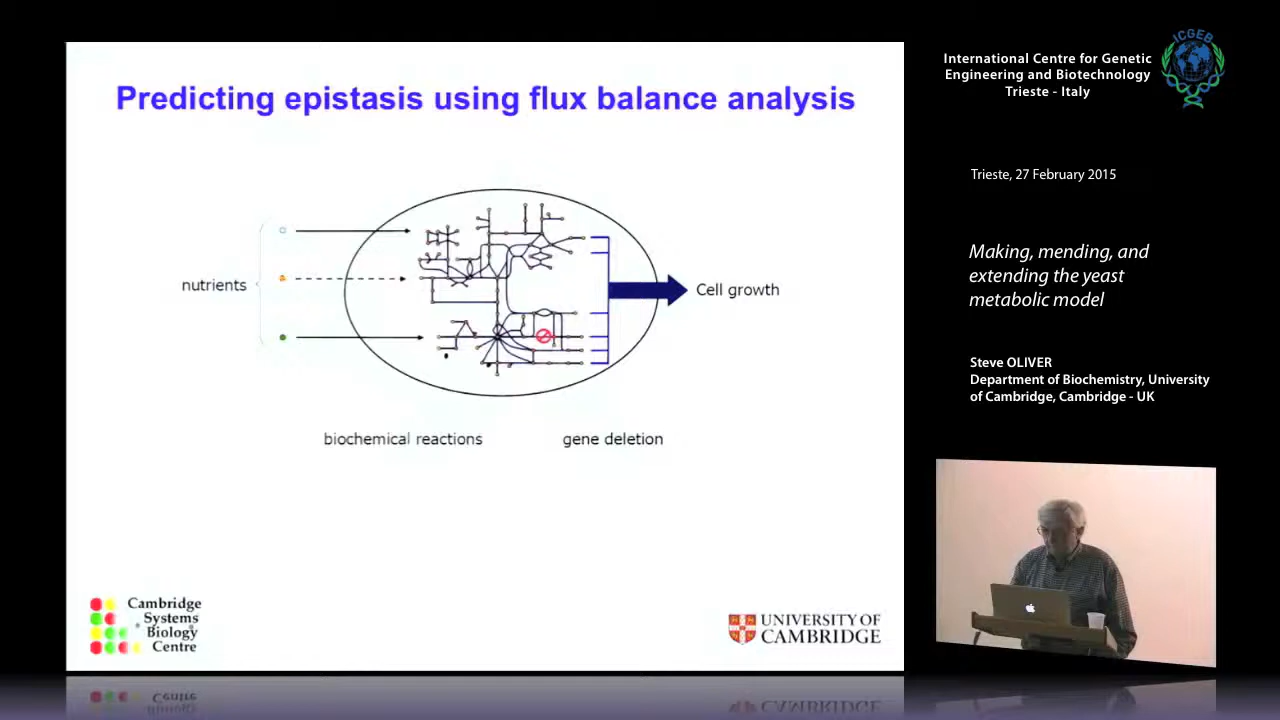 Predicting epistasis using flux balance analysis
nutrients
Cell growth
biochemical reactions
gene deletion
Cambridge
Systems
Biology
Centre
UNIVERSITY OF
CAMBRIDGE
International Centre for Genetic
Engineering and Biotechnology
Trieste - Italy
ICGEB
Trieste, 27 February 2015
Making, mending, and
extending the yeast
metabolic model
Steve OLIVER
Department of Biochemistry, University
of Cambridge, Cambridge - UK